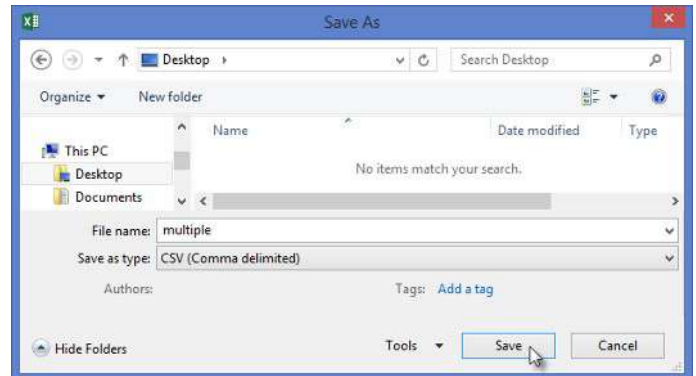 Save As
Desktop
Search Desktop
Organize
New folder
Name
Date modified
Type
This PC
Desktop
Documents
No items match your search.
File name: multiple
Save as type: CSV (Comma delimited)
Authors:
Tags: Add a tag
Hide Folders
Tools
Save
Cancel